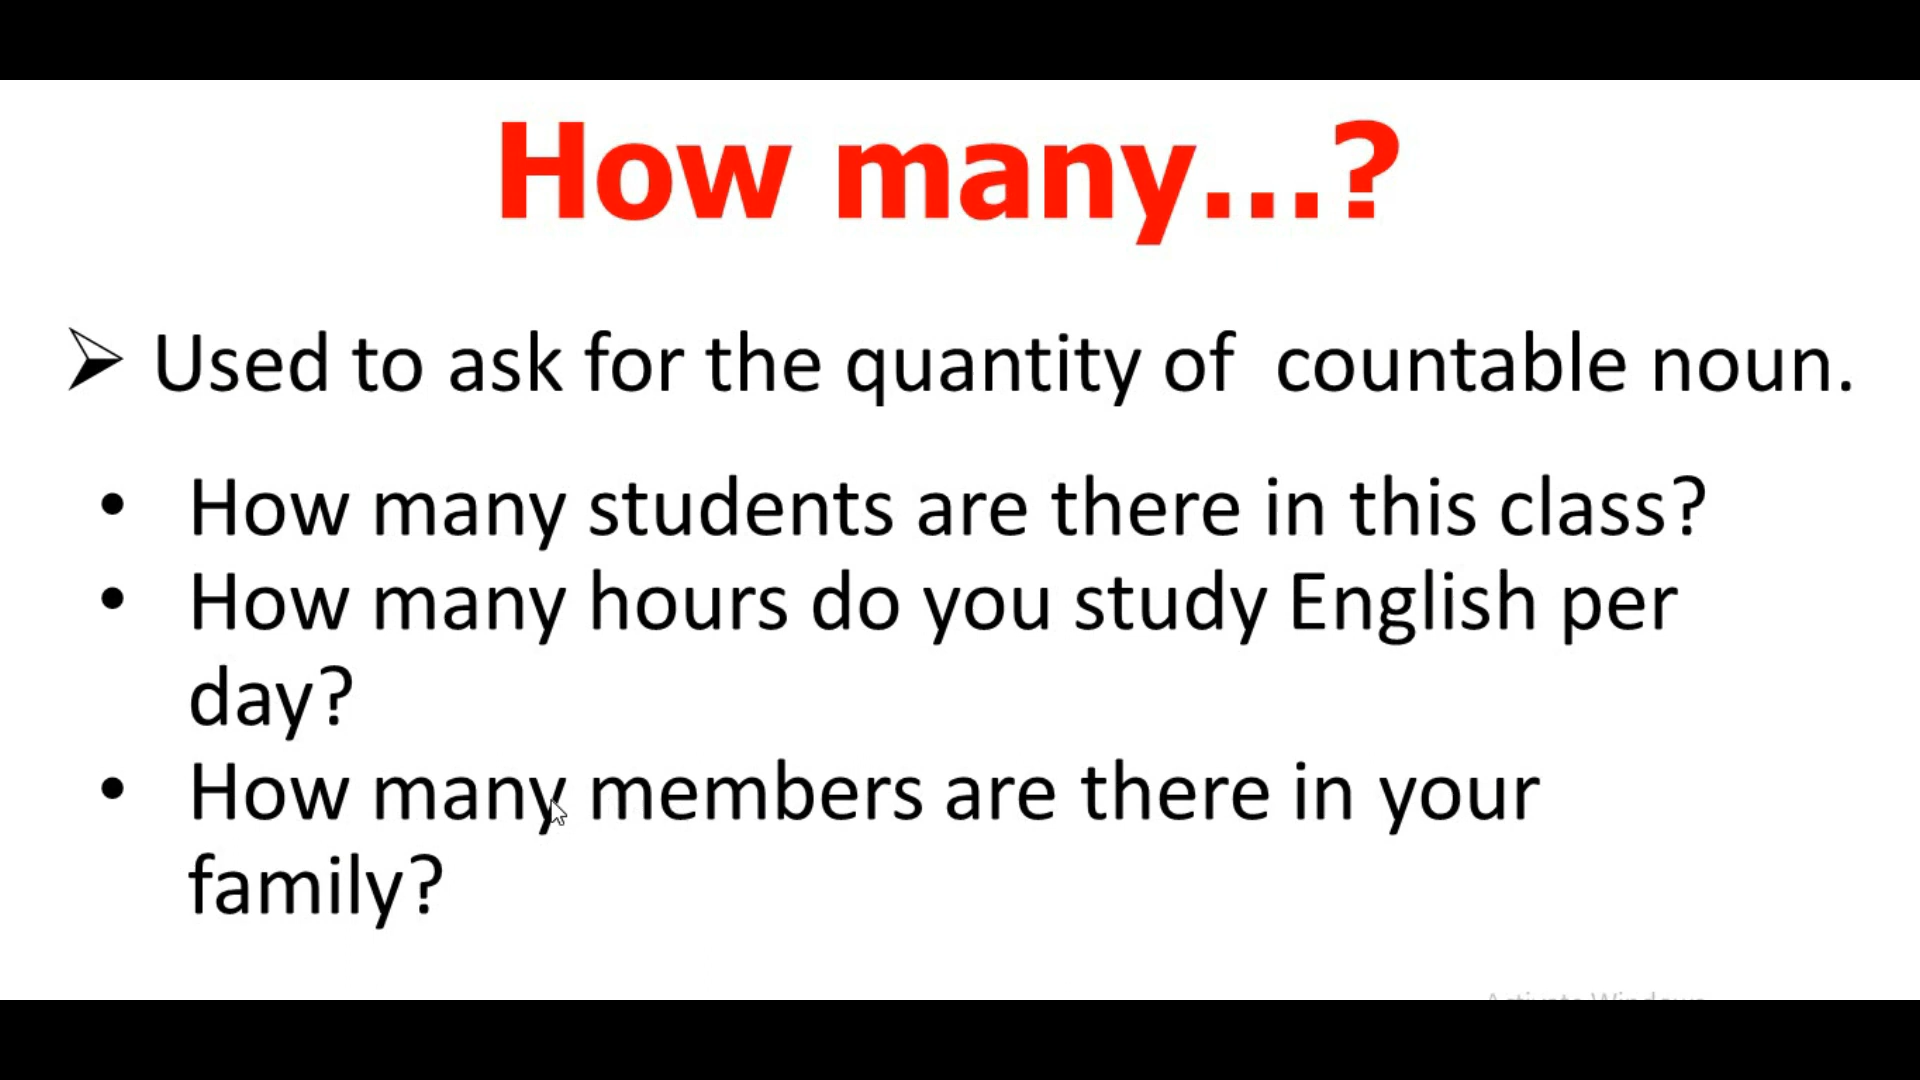 How many...?
➢ Used to ask for the quantity of  countable noun.
• How many students are there in this class?
• How many hours do you study English per
day?
• How many members are there in your
family?